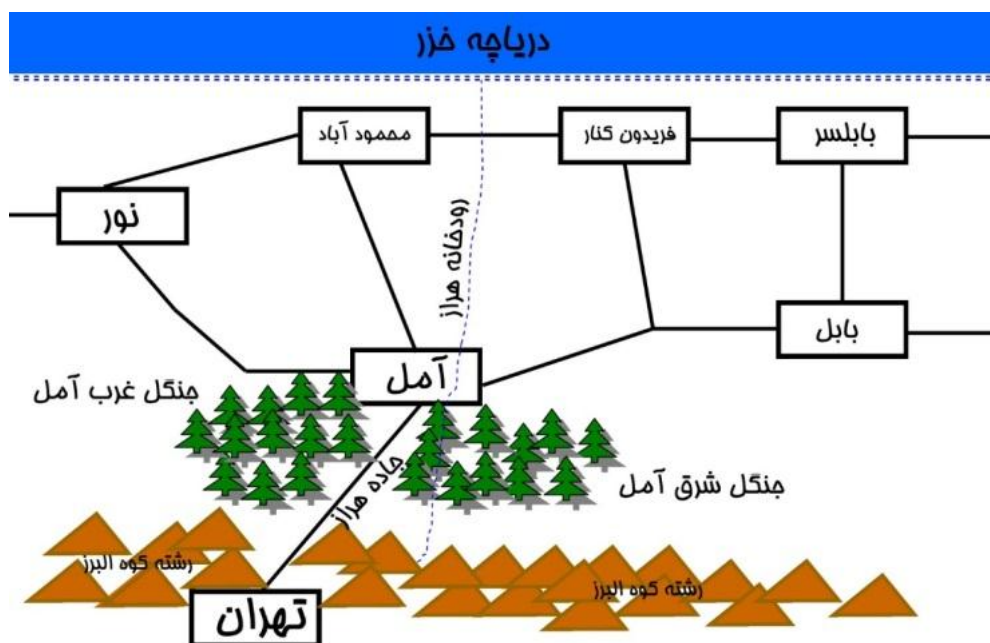 دریاچه خزر
محمود آباد
فریدون کنار
بابلسر
نور
رودخانه هراز
بابل
آمل
جنگل غرب آمل
جاده هراز
جنگل شرق آمل
رشته کوه البرز
رشته کوه البرز
تهران